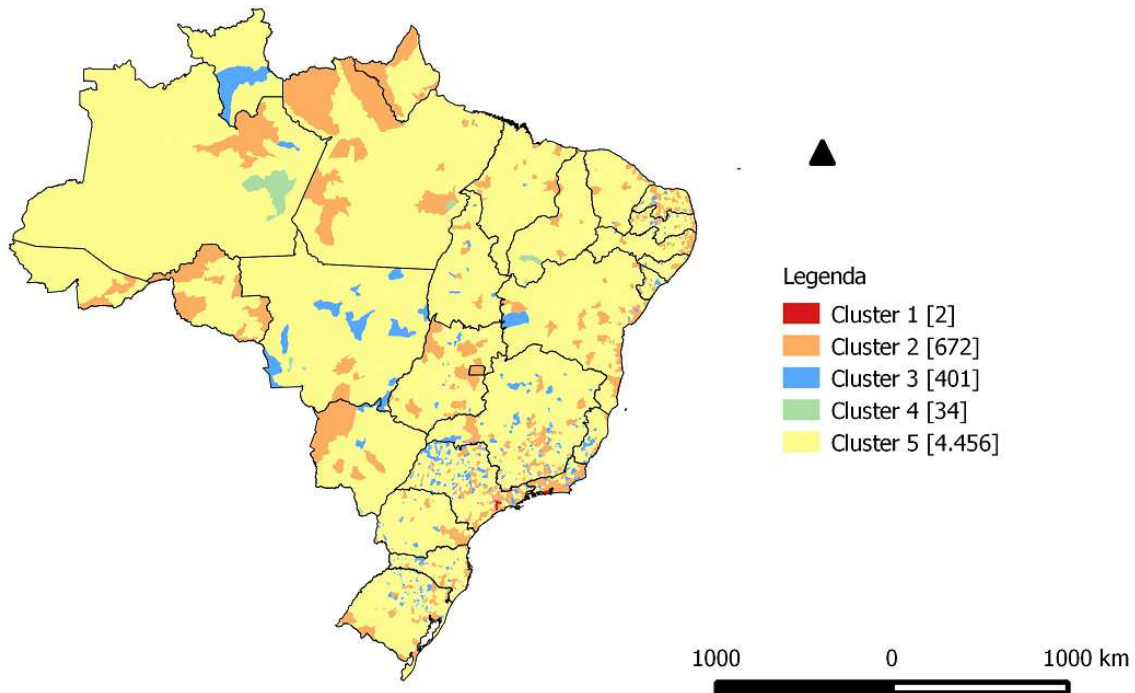 Legenda
Cluster 1 [2]
Cluster 2 [672]
Cluster 3 [401]
Cluster 4 [34]
Cluster 5 [4.456]
1000 0 1000 km